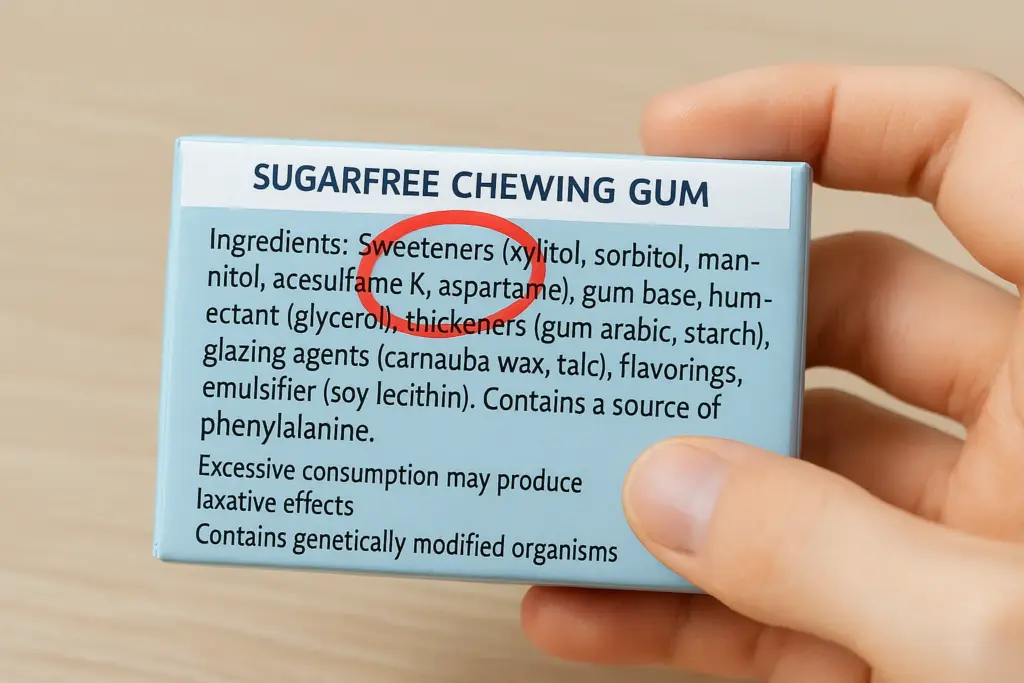 SUGARFREE CHEWING GUM
Ingredients: Sweeteners (xylitol, sorbitol, man-
nitol, acesulfame K, aspartame), gum base, hum-
ectant (glycerol), thickeners (gum arabic, starch),
glazing agents (carnauba wax, talc), flavorings,
emulsifier (soy lecithin). Contains a source of
phenylalanine.
Excessive consumption may produce
laxative effects
Contains genetically modified organisms